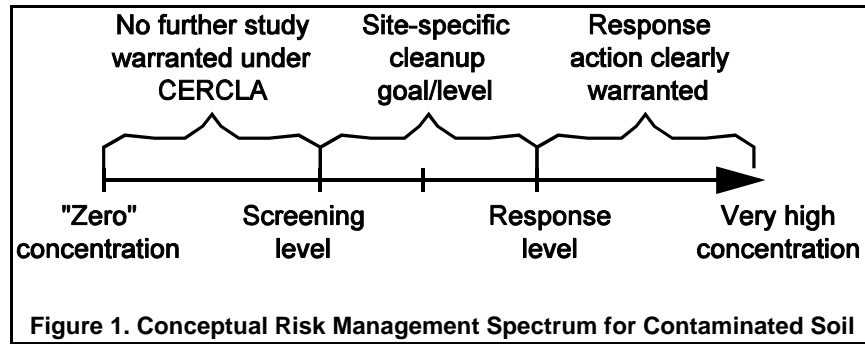 No further study
warranted under
CERCLA
Site-specific
cleanup
goal/level
Response
action clearly
warranted
"Zero"
concentration
Screening
level
Response
level
Very high
concentration
Figure 1. Conceptual Risk Management Spectrum for Contaminated Soil